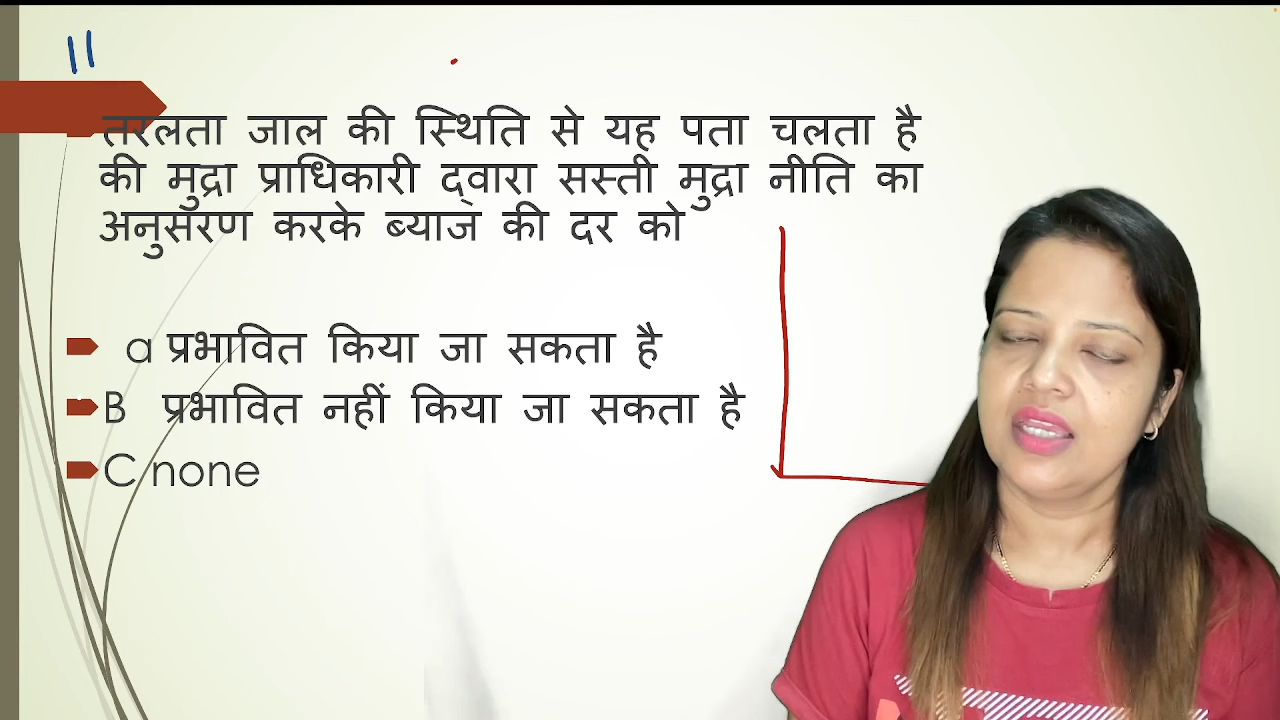 11
तरलता जाल की स्थिति से यह पता चलता है
की मुद्रा प्राधिकारी द्वारा सस्ती मुद्रा नीति का
अनुसरण करके ब्याज की दर को
a प्रभावित किया जा सकता है
B प्रभावित नहीं किया जा सकता है
C none